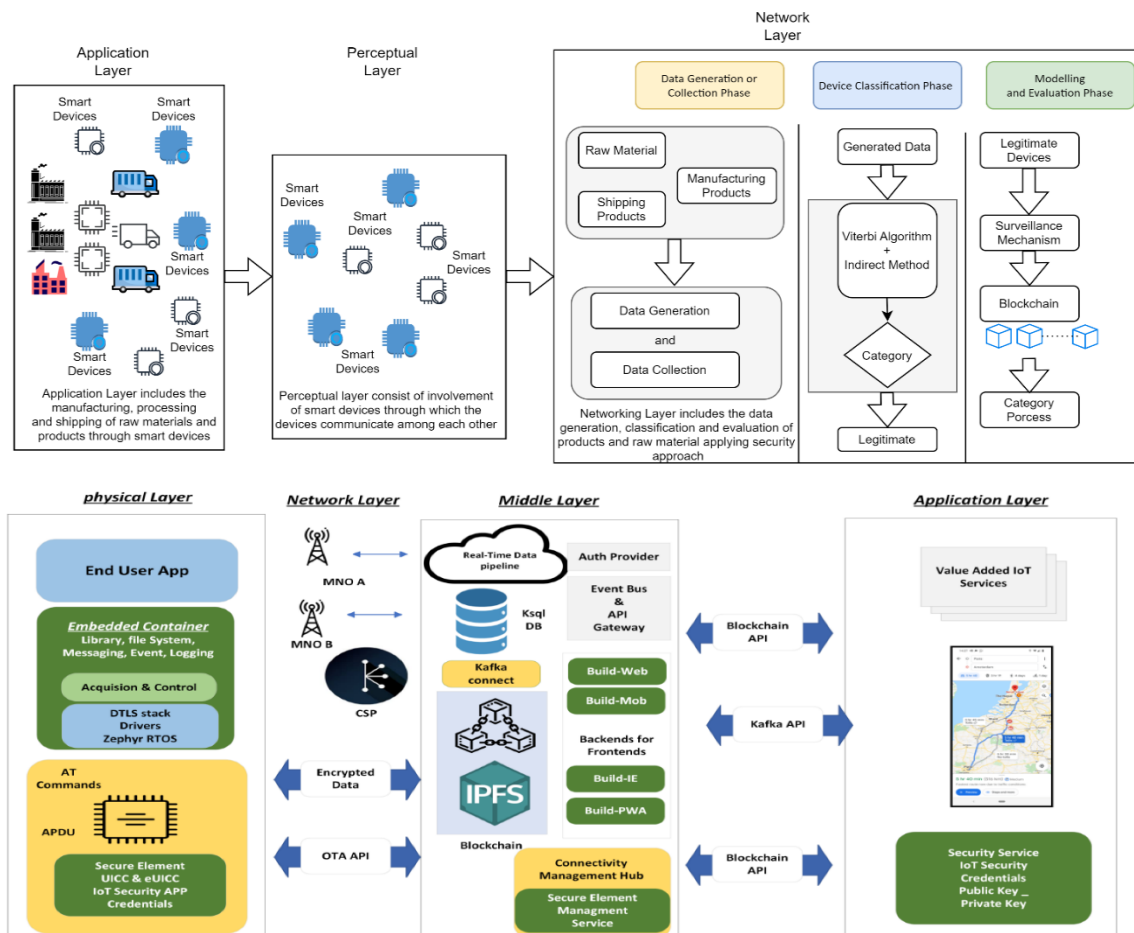 Application
Layer
Perceptual
Layer
Network
Layer
Smart
Devices
Smart
Devices
Smart
Devices
Smart
Devices
Smart
Devices
Application Layer includes the
manufacturing, processing
and shipping of raw materials and
products through smart devices
Smart
Devices
Smart
Devices
Smart
Devices
Smart
Devices
Smart
Devices
Perceptual layer consist of involvement
of smart devices through which the
devices communicate among each other
Data Generation or
Collection Phase
Device Classification Phase
Modelling
and Evaluation Phase
Raw Material
Manufacturing
Products
Shipping
Products
Data Generation
and
Data Collection
Networking Layer includes the data
generation, classification and evaluation of
products and raw material applying security
approach
Generated Data
Viterbi Algorithm
+
Indirect Method
Category
Legitimate
Legitimate
Devices
Surveillance
Mechanism
Blockchain
Category
Porcess
physical Layer
Network Layer
Middle Layer
Application Layer
End User App
Embedded Container
Library, file System,
Messaging, Event, Logging
Acquision & Control
DTLS stack
Drivers
Zephyr RTOS
AT
Commands
APDU
Secure Element
UICC & eUICC
IoT Security APP
Credentials
MNO A
MNO B
CSP
Encrypted
Data
OTA API
Real-Time Data
pipeline
Ksql
DB
Kafka
connect
IPFS
Blockchain
Auth Provider
Event Bus
&
API
Gateway
Build-Web
Build-Mob
Backends for
Frontends
Build-IE
Build-PWA
Connectivity
Management Hub
Secure Element
Managment
Service
Blockchain
API
Kafka API
Blockchain
API
Value Added IoT
Services
Security Service
IoT Security
Credentials
Public Key _
Private Key